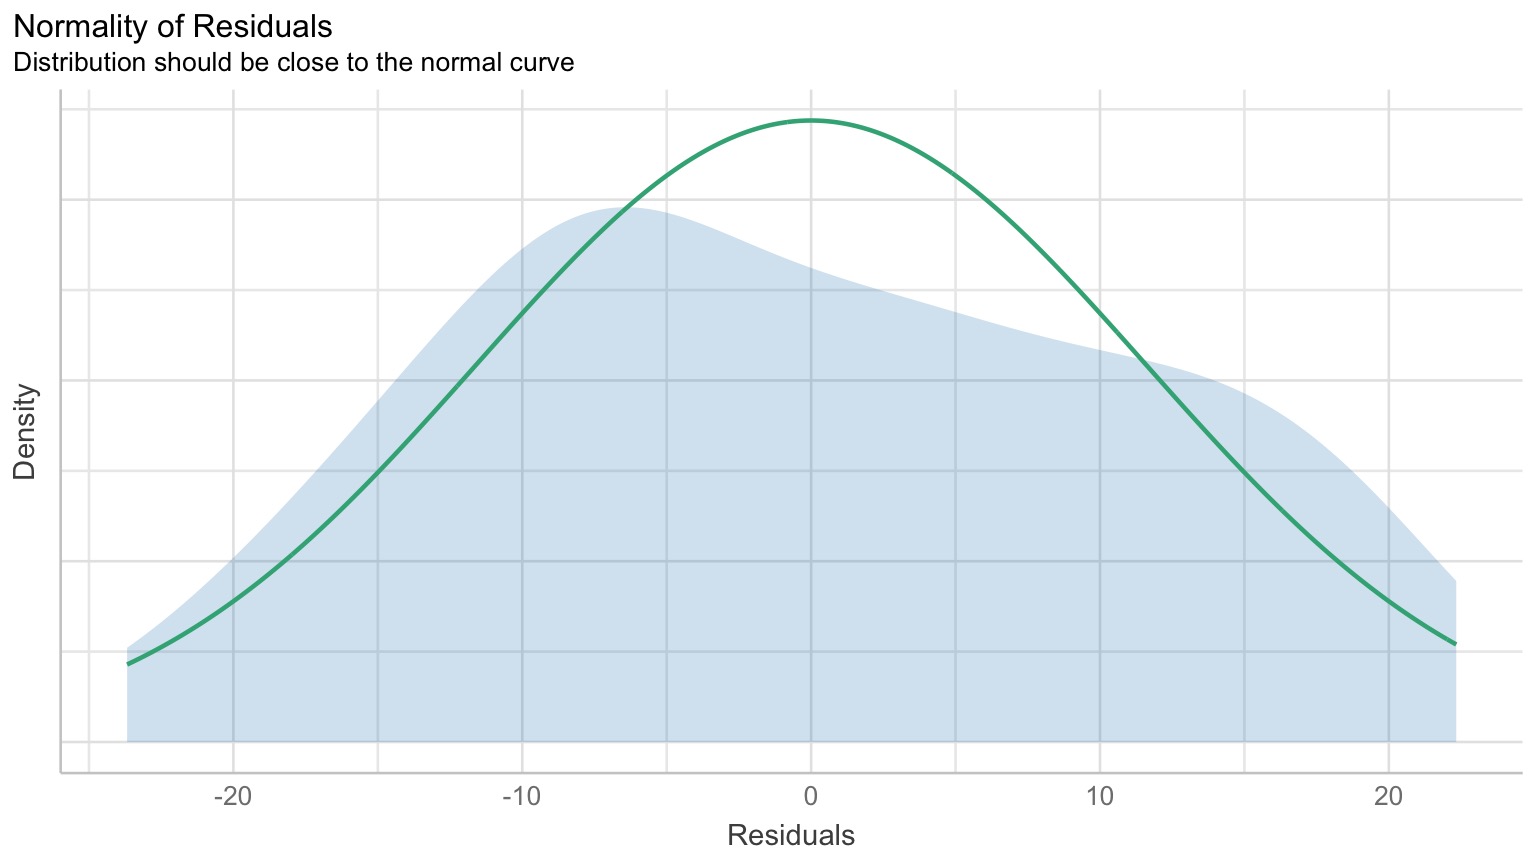 Normality of Residuals
Distribution should be close to the normal curve
Density
-20
-10
0
10
20
Residuals